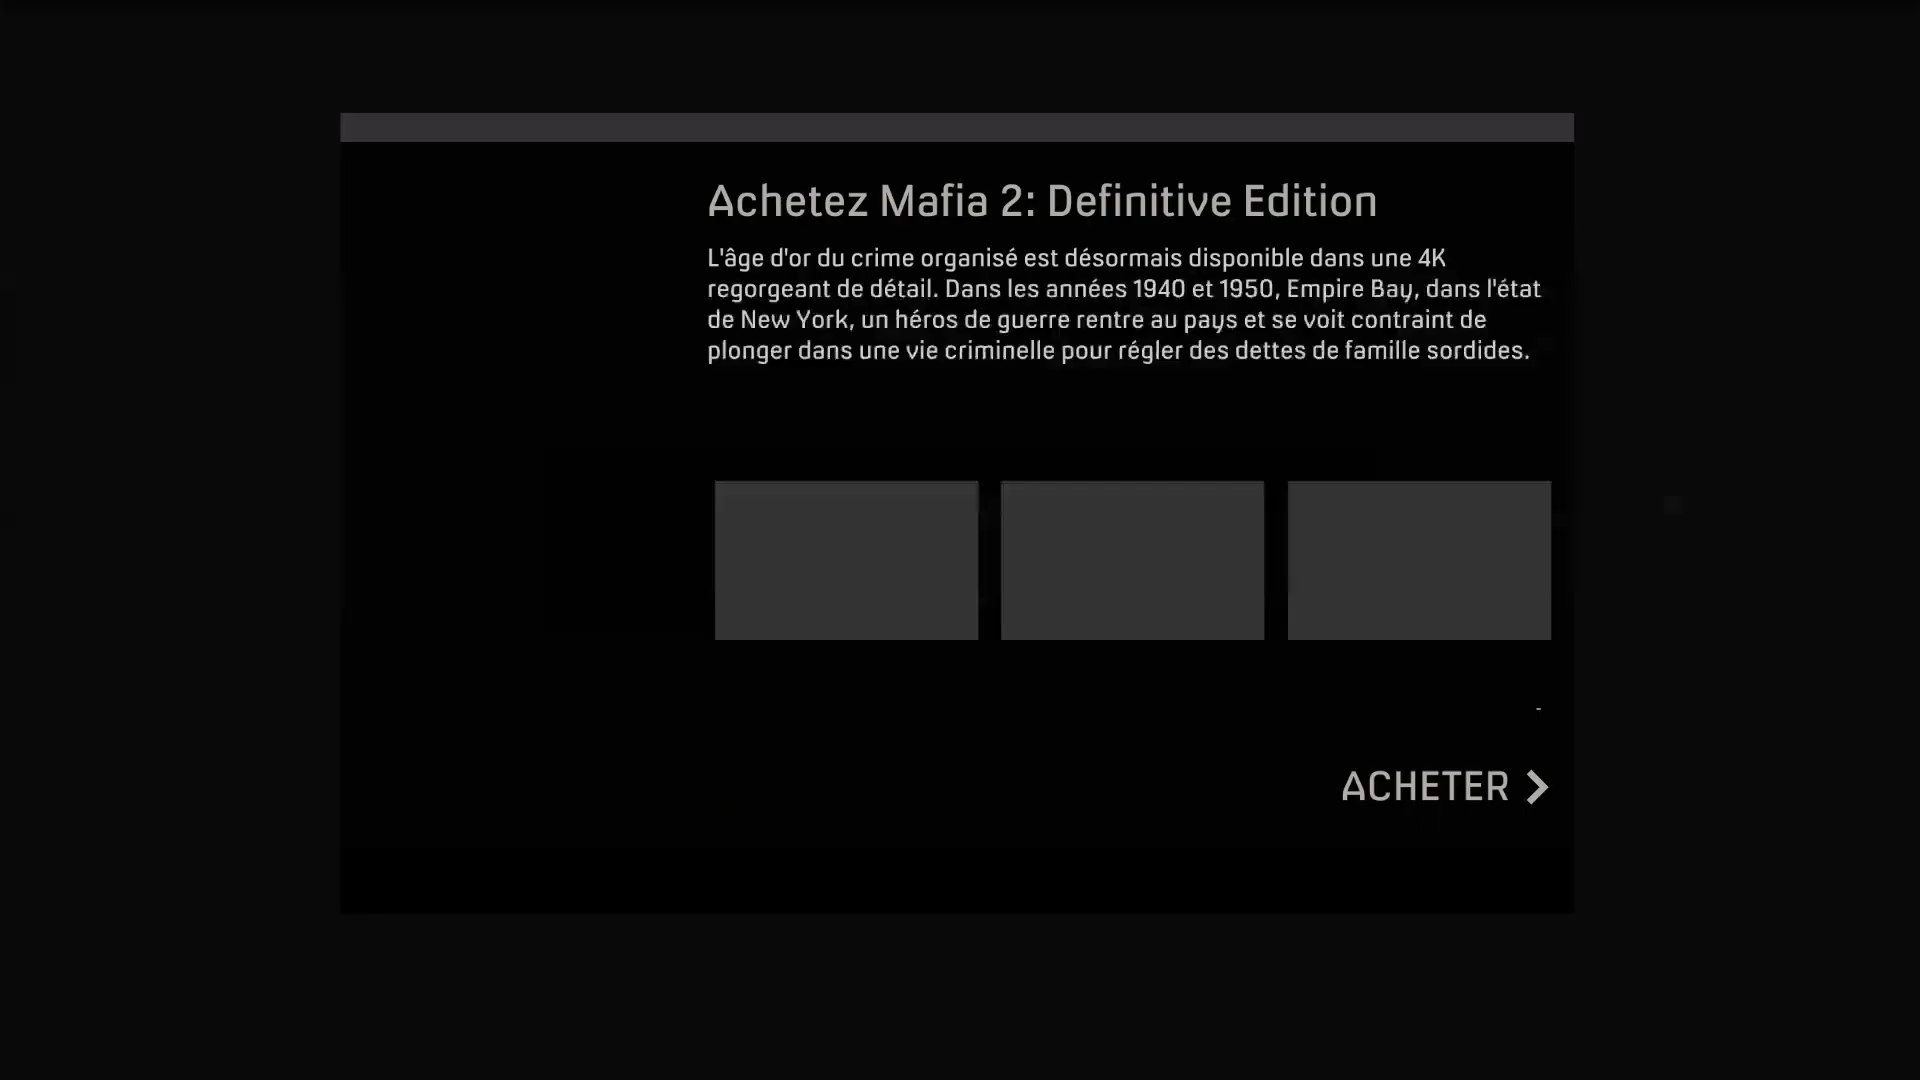 Achetez Mafia 2: Definitive Edition
L'âge d'or du crime organisé est désormais disponible dans une 4K
regorgeant de détail. Dans les années 1940 et 1950, Empire Bay, dans l'état
de New York, un héros de guerre rentre au pays et se voit contraint de
plonger dans une vie criminelle pour régler des dettes de famille sordides.
-
ACHETER